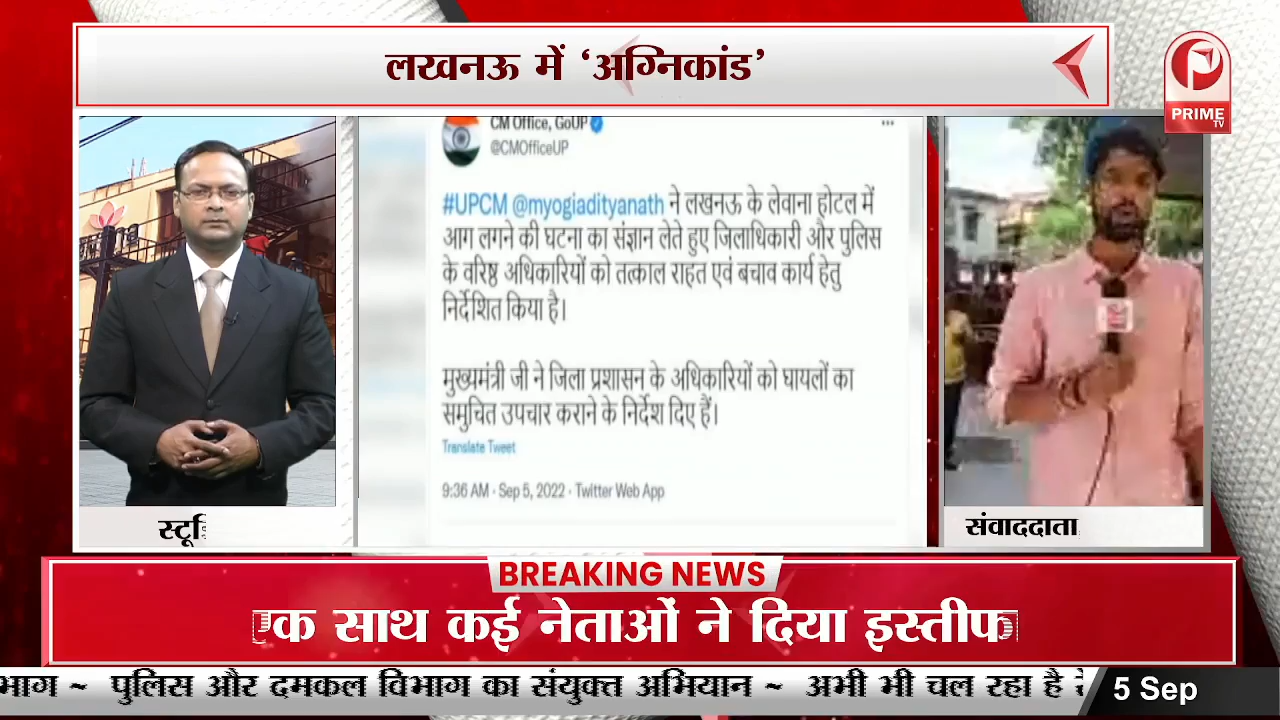 लखनऊ में ‘अग्निकांड’
PRIME
TV
CM Office, GoUP
@CMOfficeUP
#UPCM @myogiadityanath ने लखनऊ के लेवाना होटल में
आग लगने की घटना का संज्ञान लेते हुए जिलाधिकारी और पुलिस
के वरिष्ठ अधिकारियों को तत्काल राहत एवं बचाव कार्य हेतु
निर्देशित किया है।
मुख्यमंत्री जी ने जिला प्रशासन के अधिकारियों को घायलों का
समुचित उपचार कराने के निर्देश दिए हैं।
Translate Tweet
9:36 AM · Sep 5, 2022 · Twitter Web App
संवाददाता
BREAKING NEWS
एक साथ कई नेताओं ने दिया
भाग ~ पुलिस और दमकल विभाग का संयुक्त अभियान ~ अभी भी चल रहा है
5 Sep